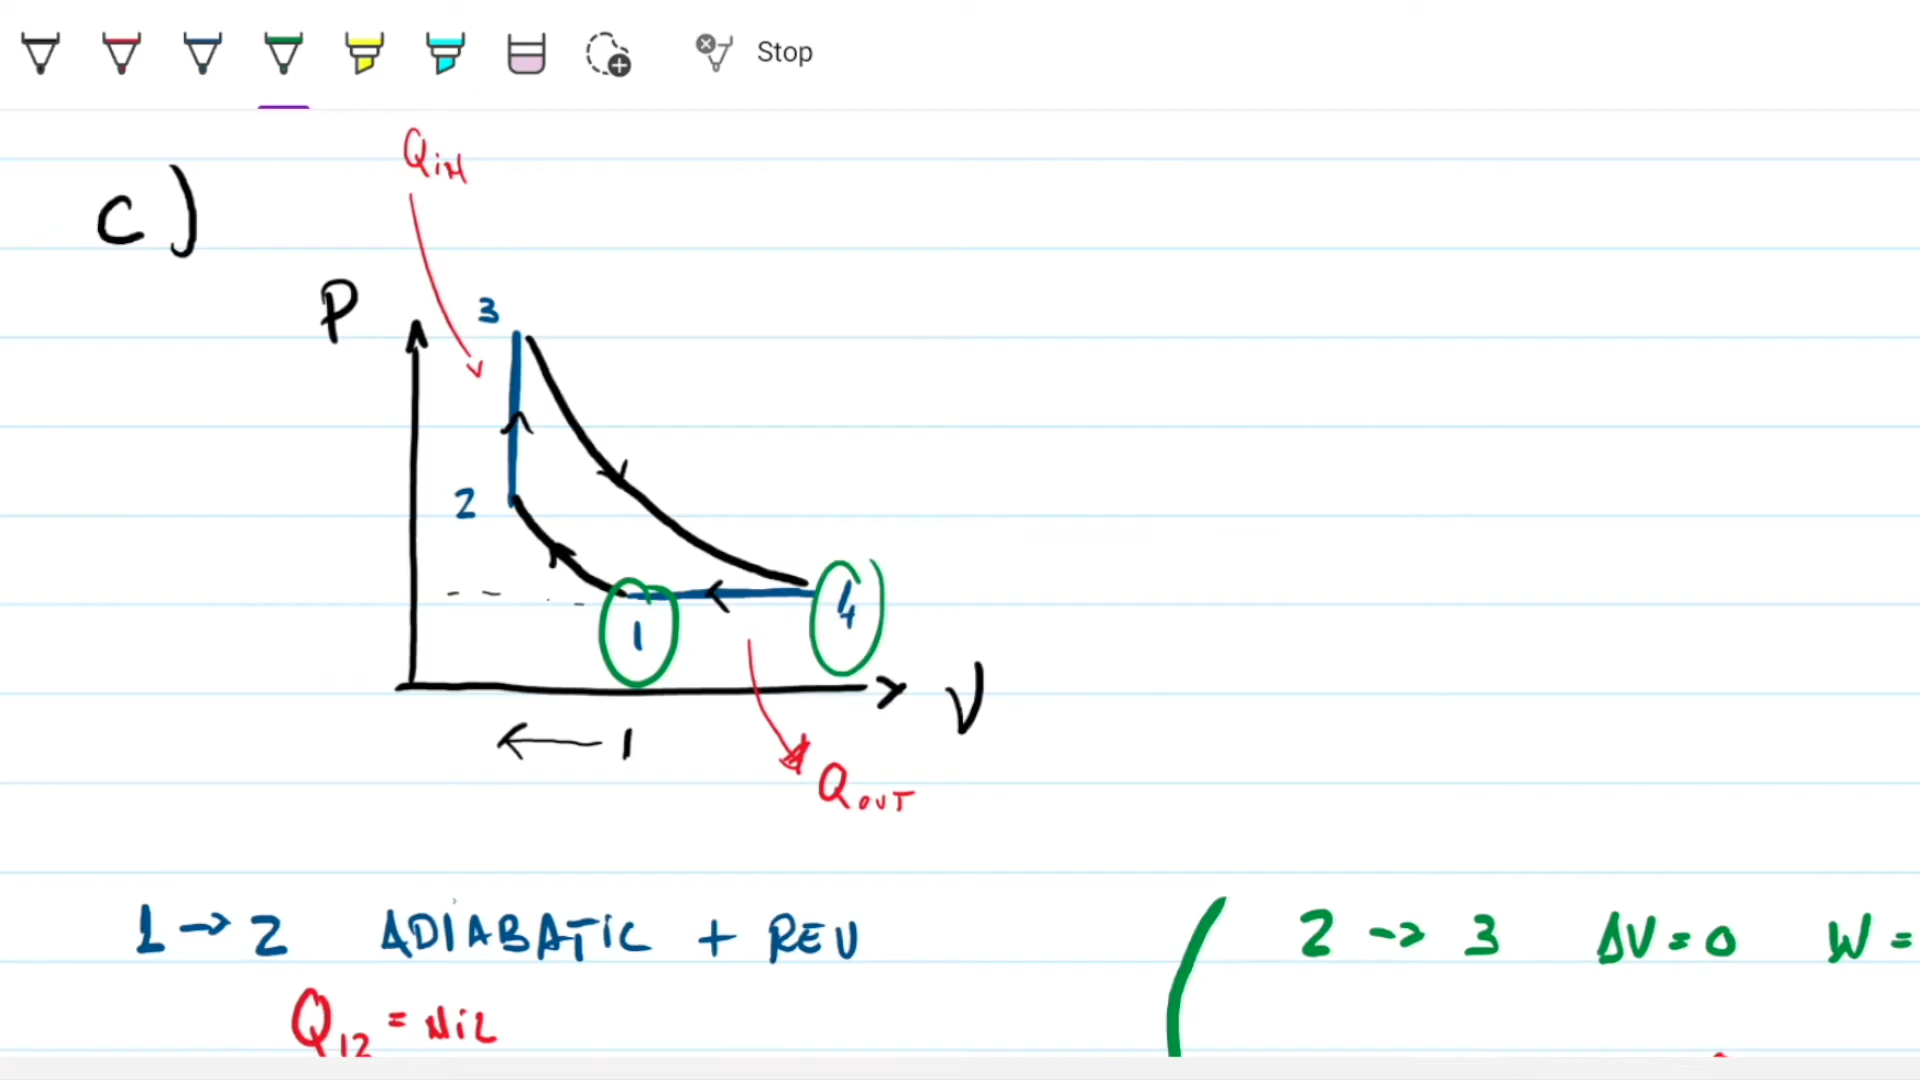 Stop
QiN
C)
P
3
2
1
4
V
1
QOUT
1 → 2 ADiABATiC + REV
2 → 3 ΔV = 0 W =
Q12 = NiL